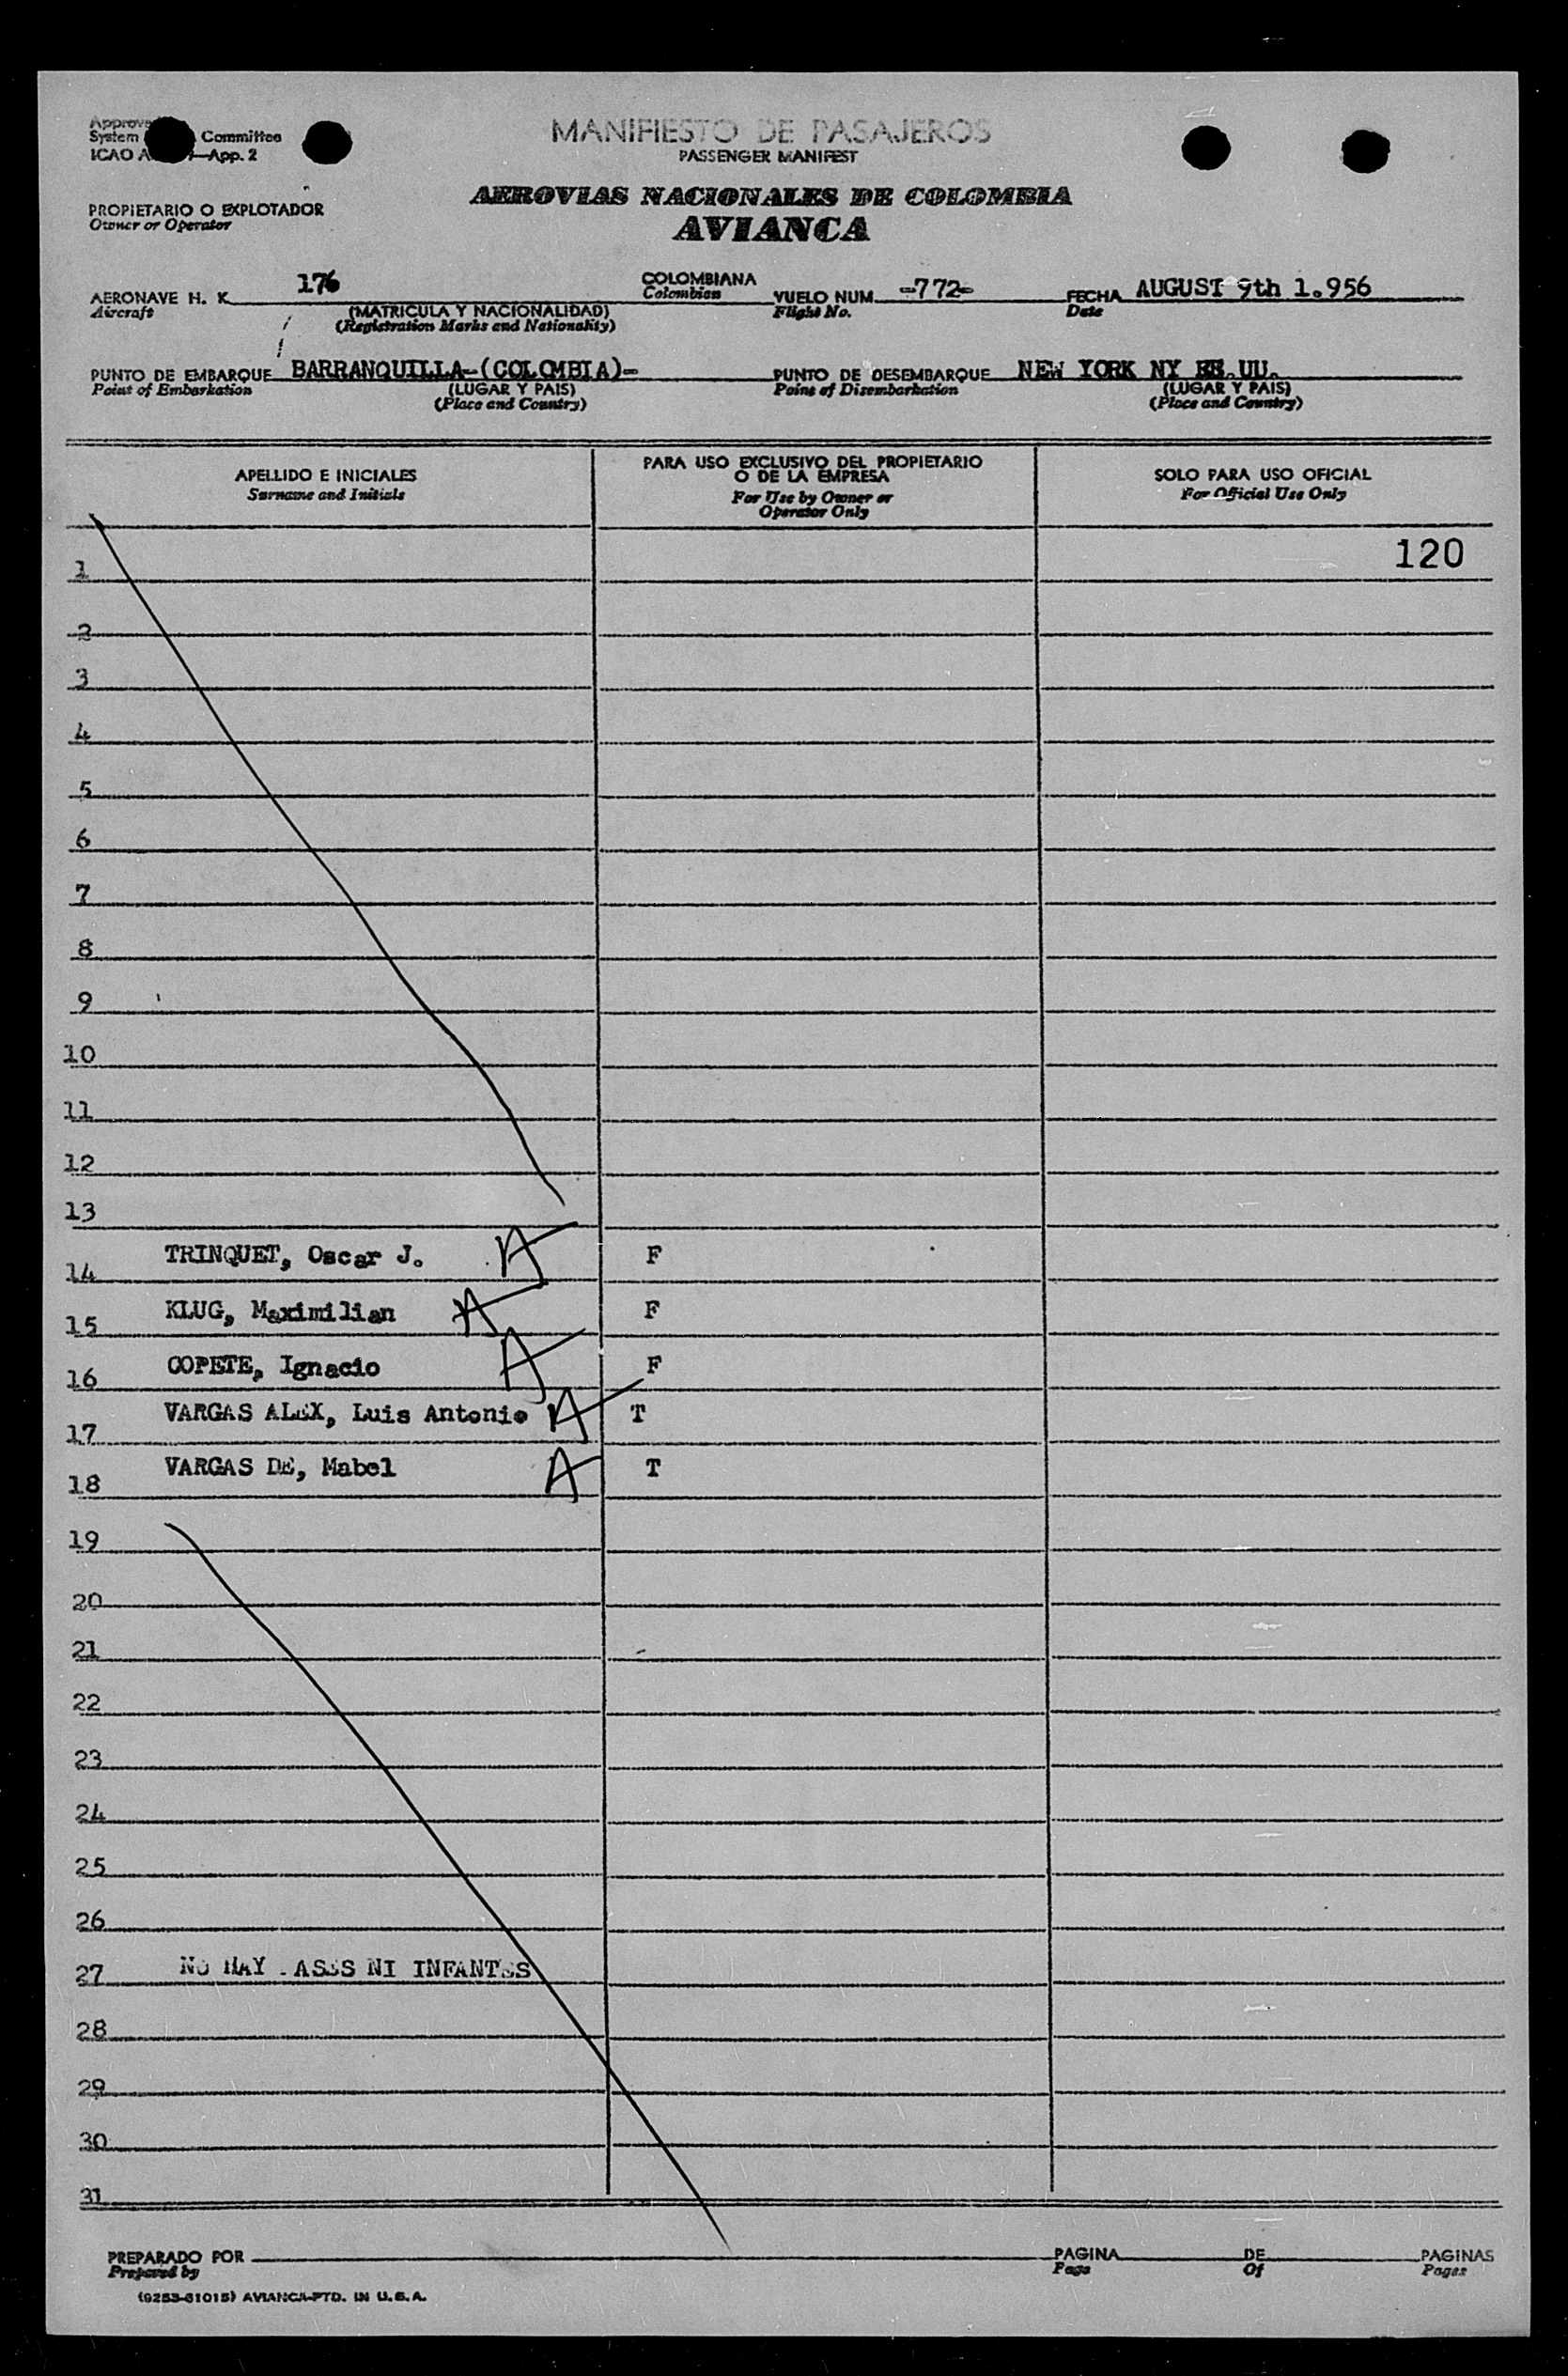 System Committee
ICAO App. 2
MANIFIESTO DE PASAJEROS
PASSENGER MANIFEST
PROPIETARIO O EXPLOTADOR
Owner or Operator
AEROVIAS NACIONALES DE COLOMBIA
AVIANCA
AERONAVE H. K. 176 COLOMBIANA VUELO NUM. -772- FECHA AUGUST 9th 1.956
Aircraft (MATRICULA Y NACIONALIDAD) Colombian Flight No. Date
(Registration Marks and Nationality)
PUNTO DE EMBARQUE BARRANQUILLA-(COLOMBIA)- PUNTO DE DESEMBARQUE NEW YORK NY EE.UU.
Point of Embarkation (LUGAR Y PAIS) Point of Disembarkation (LUGAR Y PAIS)
(Place and Country) (Place and Country)
APELLIDO E INICIALES
Surname and Initials
PARA USO EXCLUSIVO DEL PROPIETARIO
O DE LA EMPRESA
For Use by Owner or
Operator Only
SOLO PARA USO OFICIAL
For Official Use Only
1 120
2
3
4
5
6
7
8
9
10
11
12
13
14 TRINQUET, Oscar J. A F
15 KLUG, Maximilian A F
16 COPETE, Ignacio A F
17 VARGAS ALEX, Luis Antonio A T
18 VARGAS DE, Mabel A T
19
20
21
22
23
24
25
26
27 NO HAY NI INFANTES
28
29
30
31
PREPARADO POR PAGINA DE PAGINAS
Prepared by Page Of Pages
(9253-61015) AVIANCA-PTD. IN U.S.A.